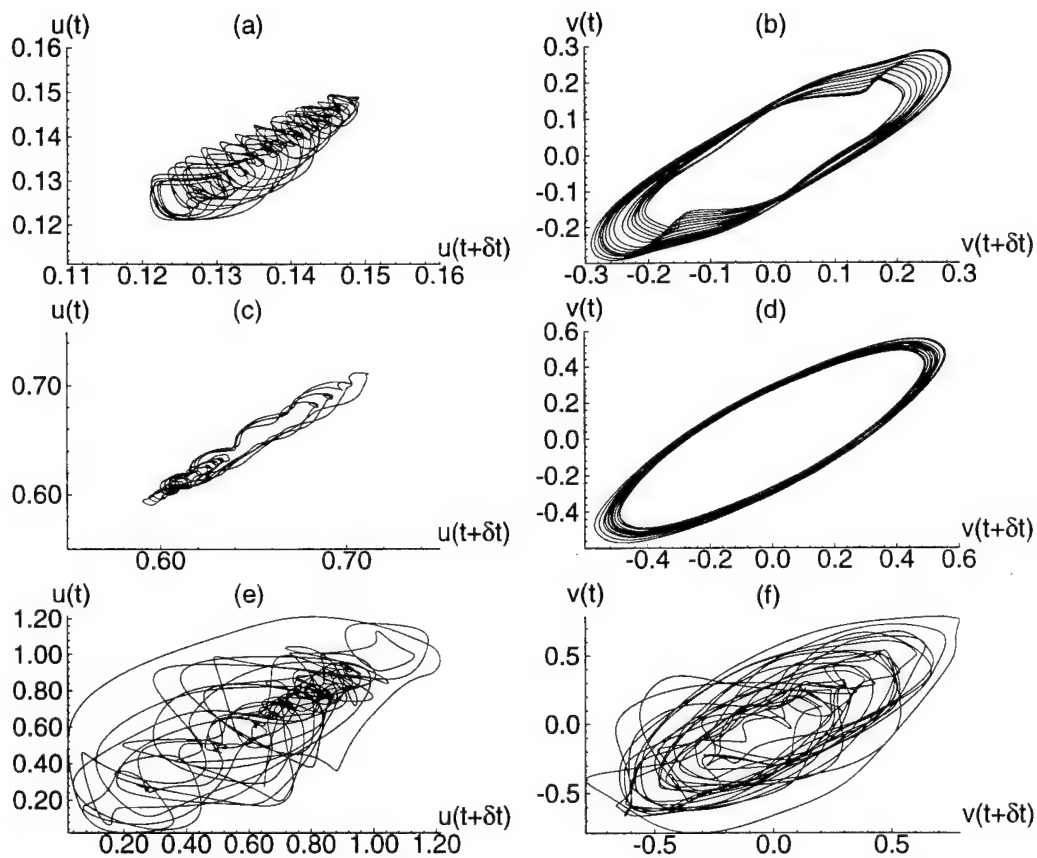 u(t) (a)
0.16
0.15
0.14
0.13
0.12
0.11 0.12 0.13 0.14 0.15 0.16
u(t+δt)
v(t) (b)
0.3
0.2
0.1
0.0
-0.1
-0.2
-0.3 -0.2 -0.1 0.0 0.1 0.2 0.3
v(t+δt)
u(t) (c)
0.70
0.60
0.60 0.70
u(t+δt)
v(t) (d)
0.6
0.4
0.2
0.0
-0.2
-0.4
-0.4 -0.2 0.0 0.2 0.4 0.6
v(t+δt)
u(t) (e)
1.20
1.00
0.80
0.60
0.40
0.20
0.20 0.40 0.60 0.80 1.00 1.20
u(t+δt)
v(t) (f)
0.5
0.0
-0.5
-0.5 0.0 0.5
v(t+δt)